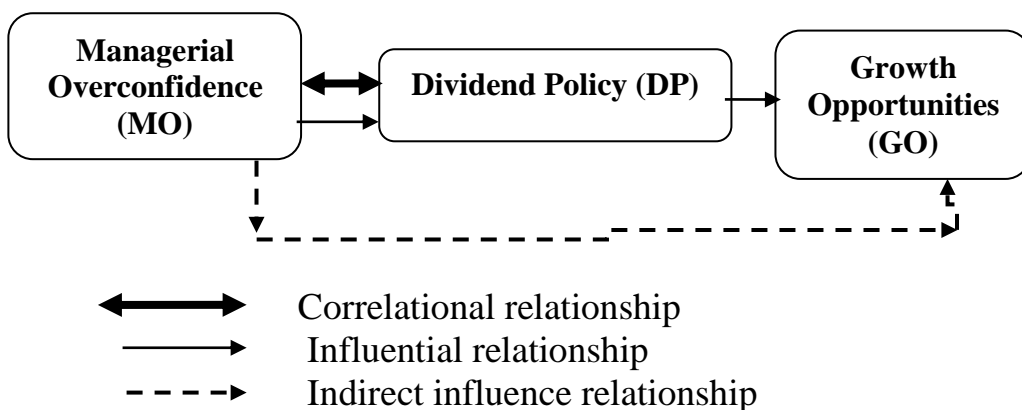 Managerial
Overconfidence
(MO)
Dividend Policy (DP)
Growth
Opportunities
(GO)
Correlational relationship
Influential relationship
Indirect influence relationship